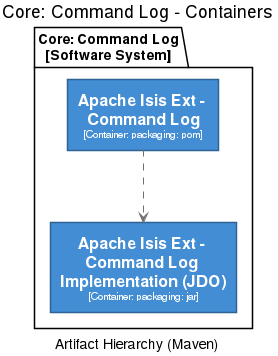 Core: Command Log - Containers
Core: Command Log
[Software System]
Apache Isis Ext -
Command Log
[Container: packaging: pom]
Apache Isis Ext -
Command Log
Implementation (JDO)
[Container: packaging: jar]
Artifact Hierarchy (Maven)